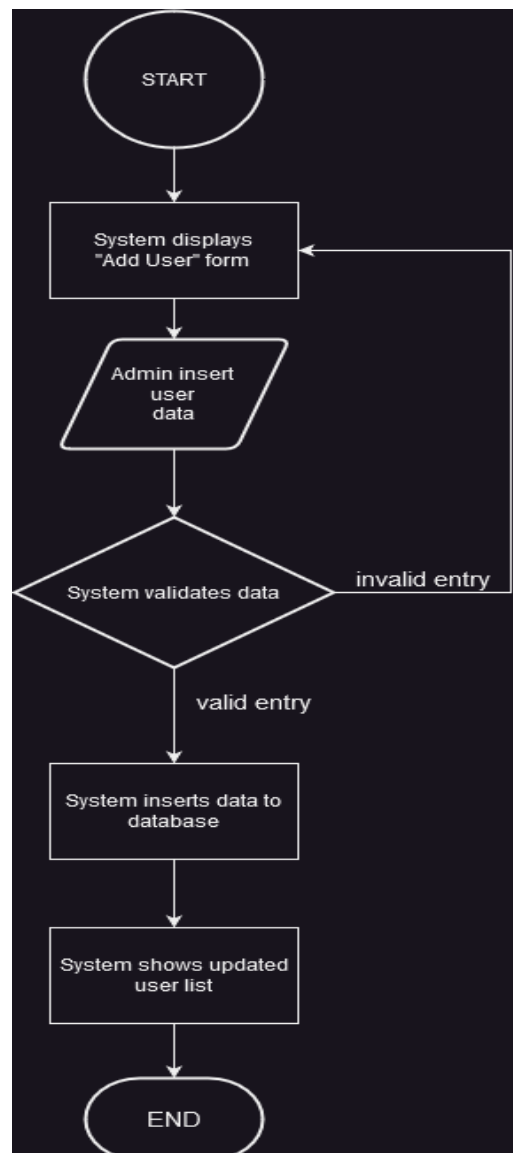 START
System displays
"Add User" form
Admin insert
user
data
System validates data
invalid entry
valid entry
System inserts data to
database
System shows updated
user list
END